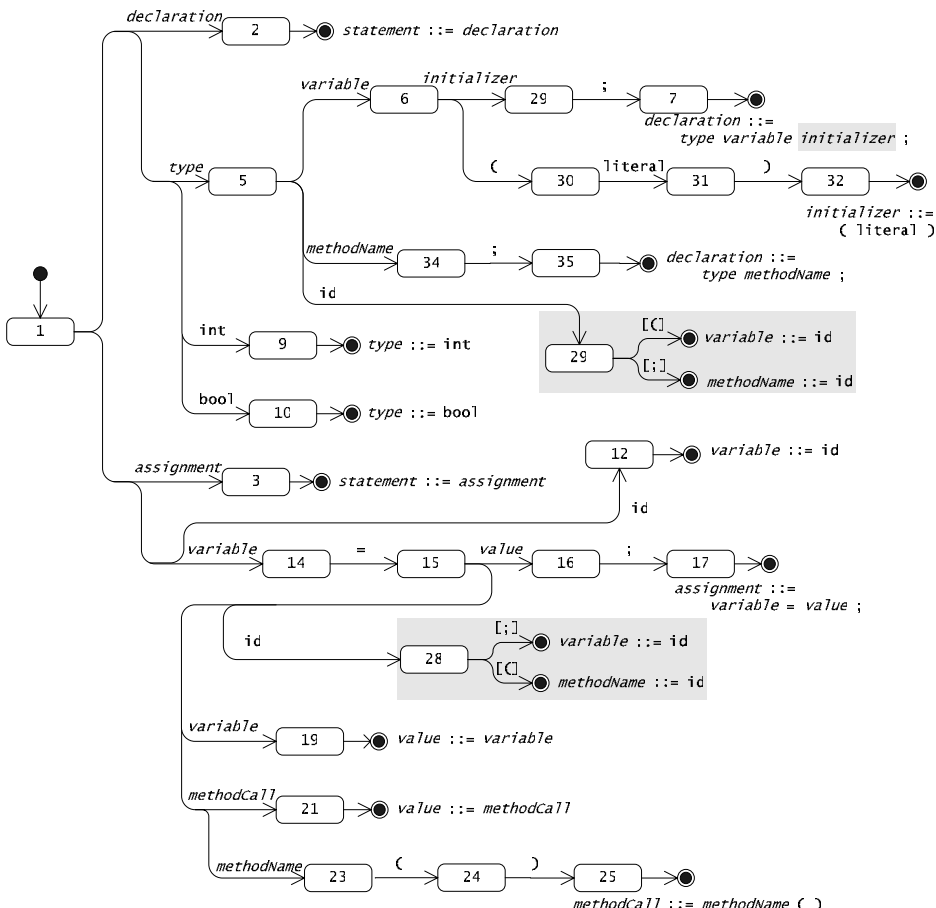 declaration
2
statement ::= declaration
variable
6
initializer
29
;
7
declaration ::=
type variable initializer ;
type
5
(
30
literal
31
)
32
initializer ::=
( literal )
methodName
34
;
35
declaration ::=
type methodName ;
id
1
int
9
type ::= int
29
[(]
variable ::= id
[;]
methodName ::= id
bool
10
type ::= bool
assignment
3
statement ::= assignment
12
variable ::= id
id
variable
14
=
15
value
16
;
17
assignment ::=
variable = value ;
id
28
[;]
variable ::= id
[(]
methodName ::= id
variable
19
value ::= variable
methodCall
21
value ::= methodCall
methodName
23
(
24
)
25
methodCall ::= methodName ( )